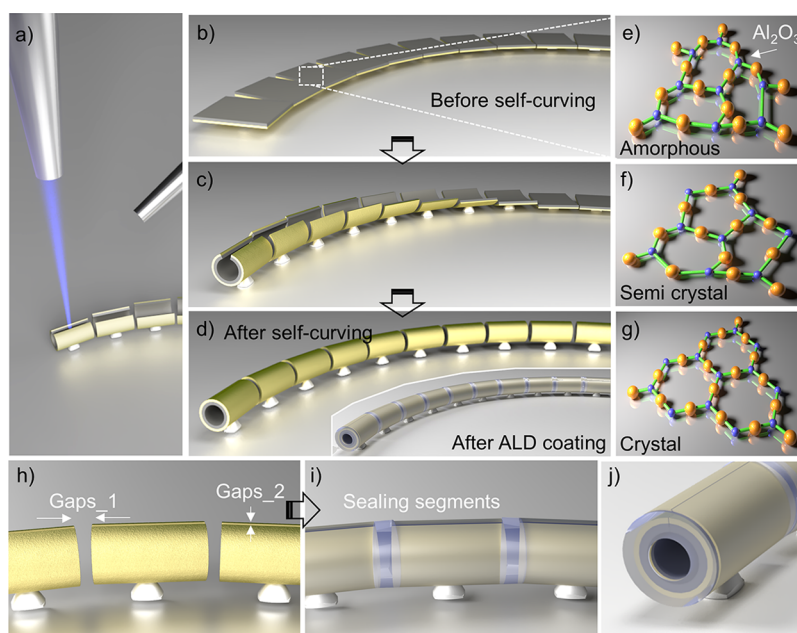 a)
b)
Before self-curving
c)
d) After self-curving
After ALD coating
e)
Al₂O₃
Amorphous
f)
Semi crystal
g)
Crystal
h)
Gaps_1
Gaps_2
i)
Sealing segments
j)